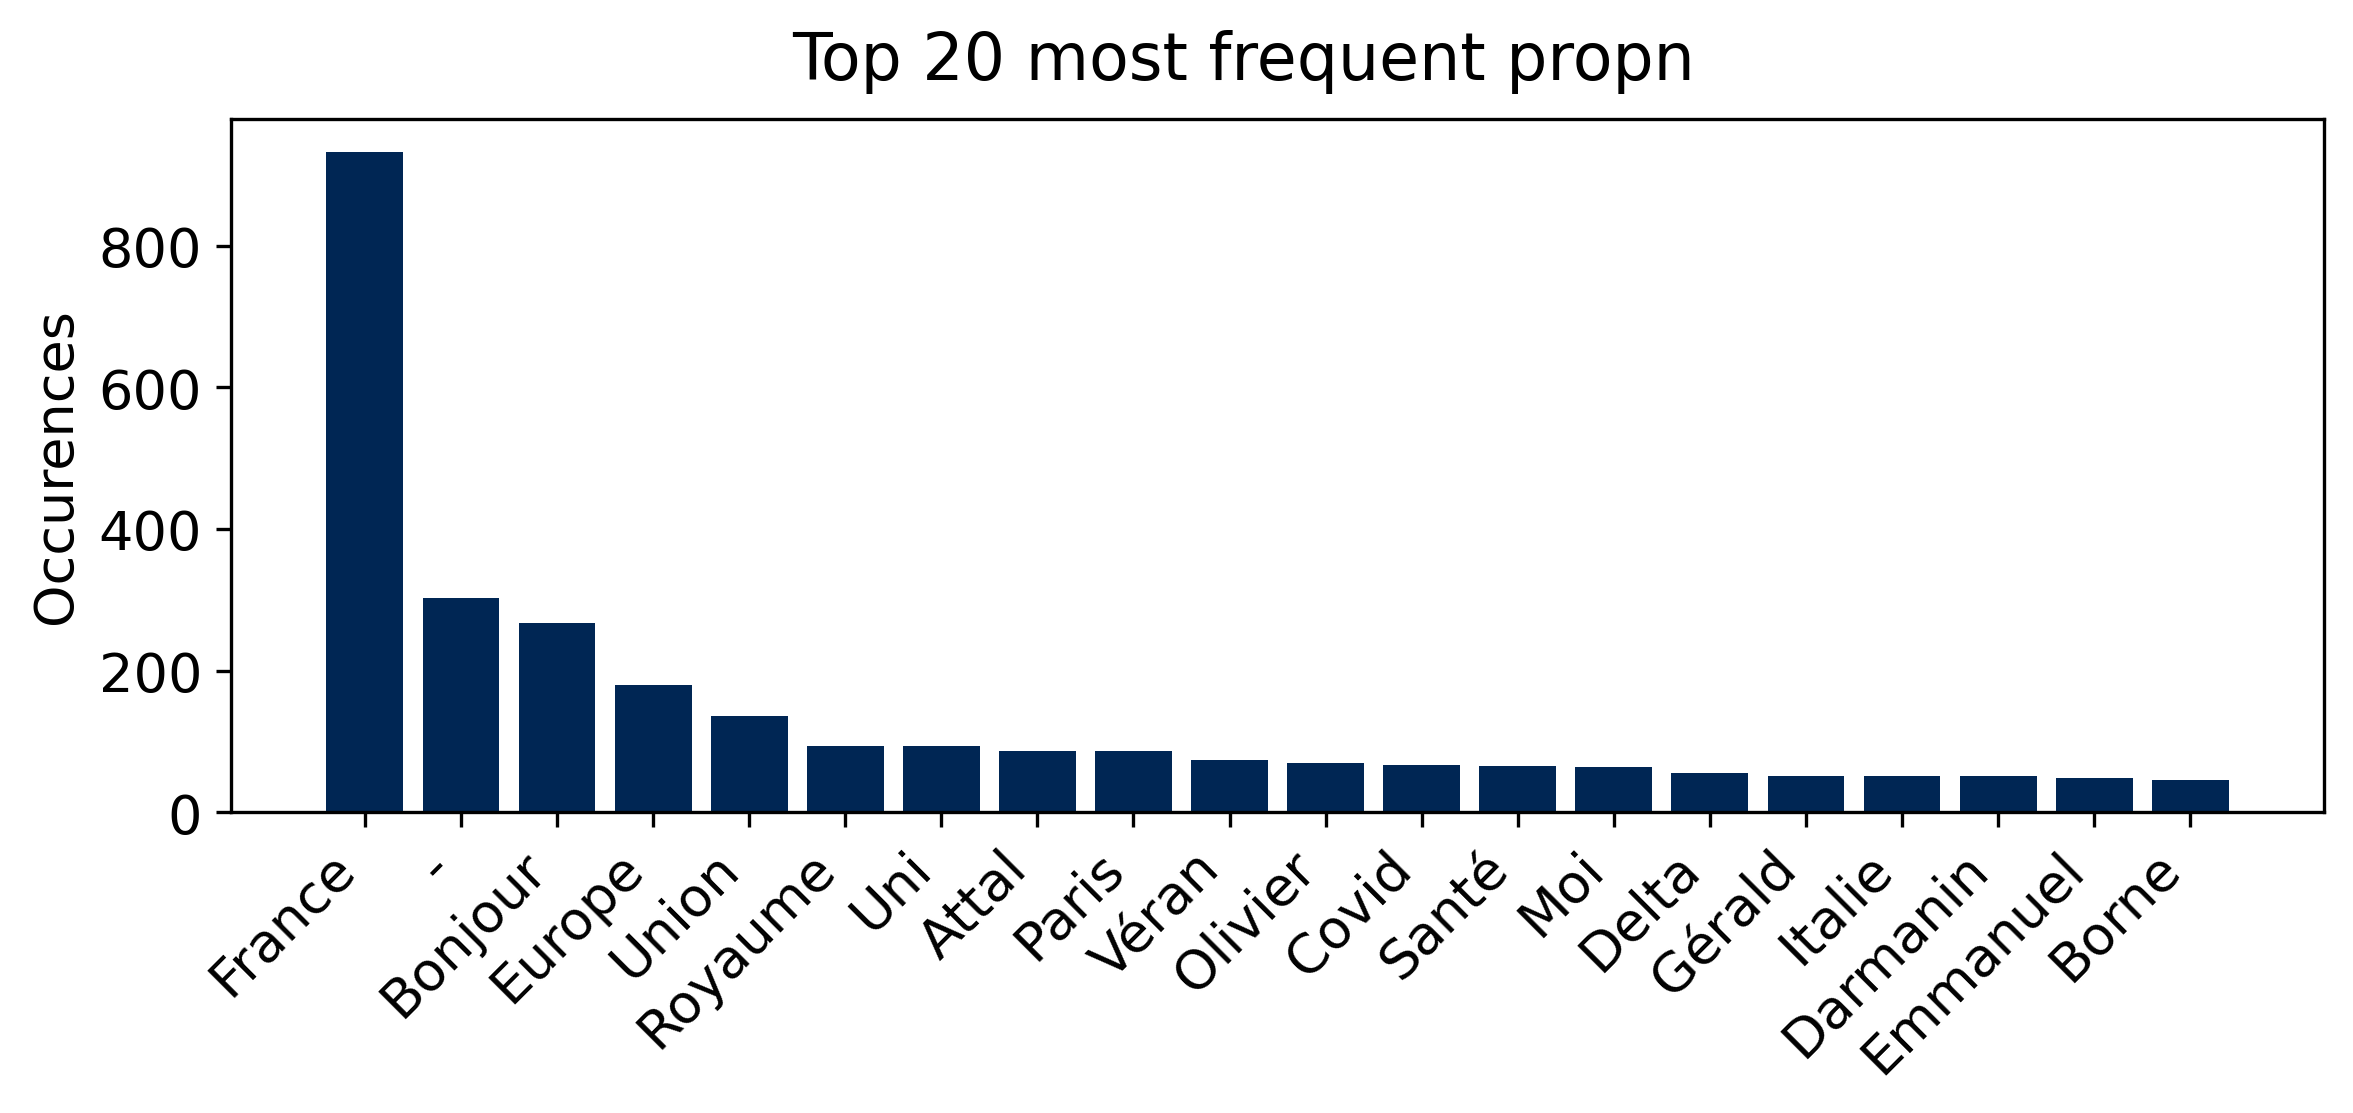 Top 20 most frequent propn
Occurences
800
600
400
200
0
France
-
Bonjour
Europe
Union
Royaume
Uni
Attal
Paris
Véran
Olivier
Covid
Santé
Moi
Delta
Gérald
Italie
Darmanin
Emmanuel
Borne